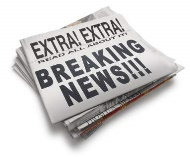 EXTRA! EXTRA!
READ ALL ABOUT IT!
BREAKING
NEWS!!!